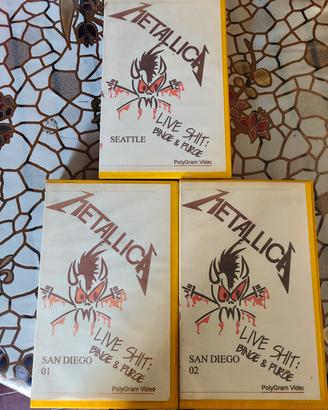 METALLICA
LIVE SHIT:
BINGE & PURGE
SEATTLE
PolyGram Video
METALLICA
LIVE SHIT:
BINGE & PURGE
SAN DIEGO
01
PolyGram Video
METALLICA
LIVE SHIT:
BINGE & PURGE
SAN DIEGO
02
PolyGram Video